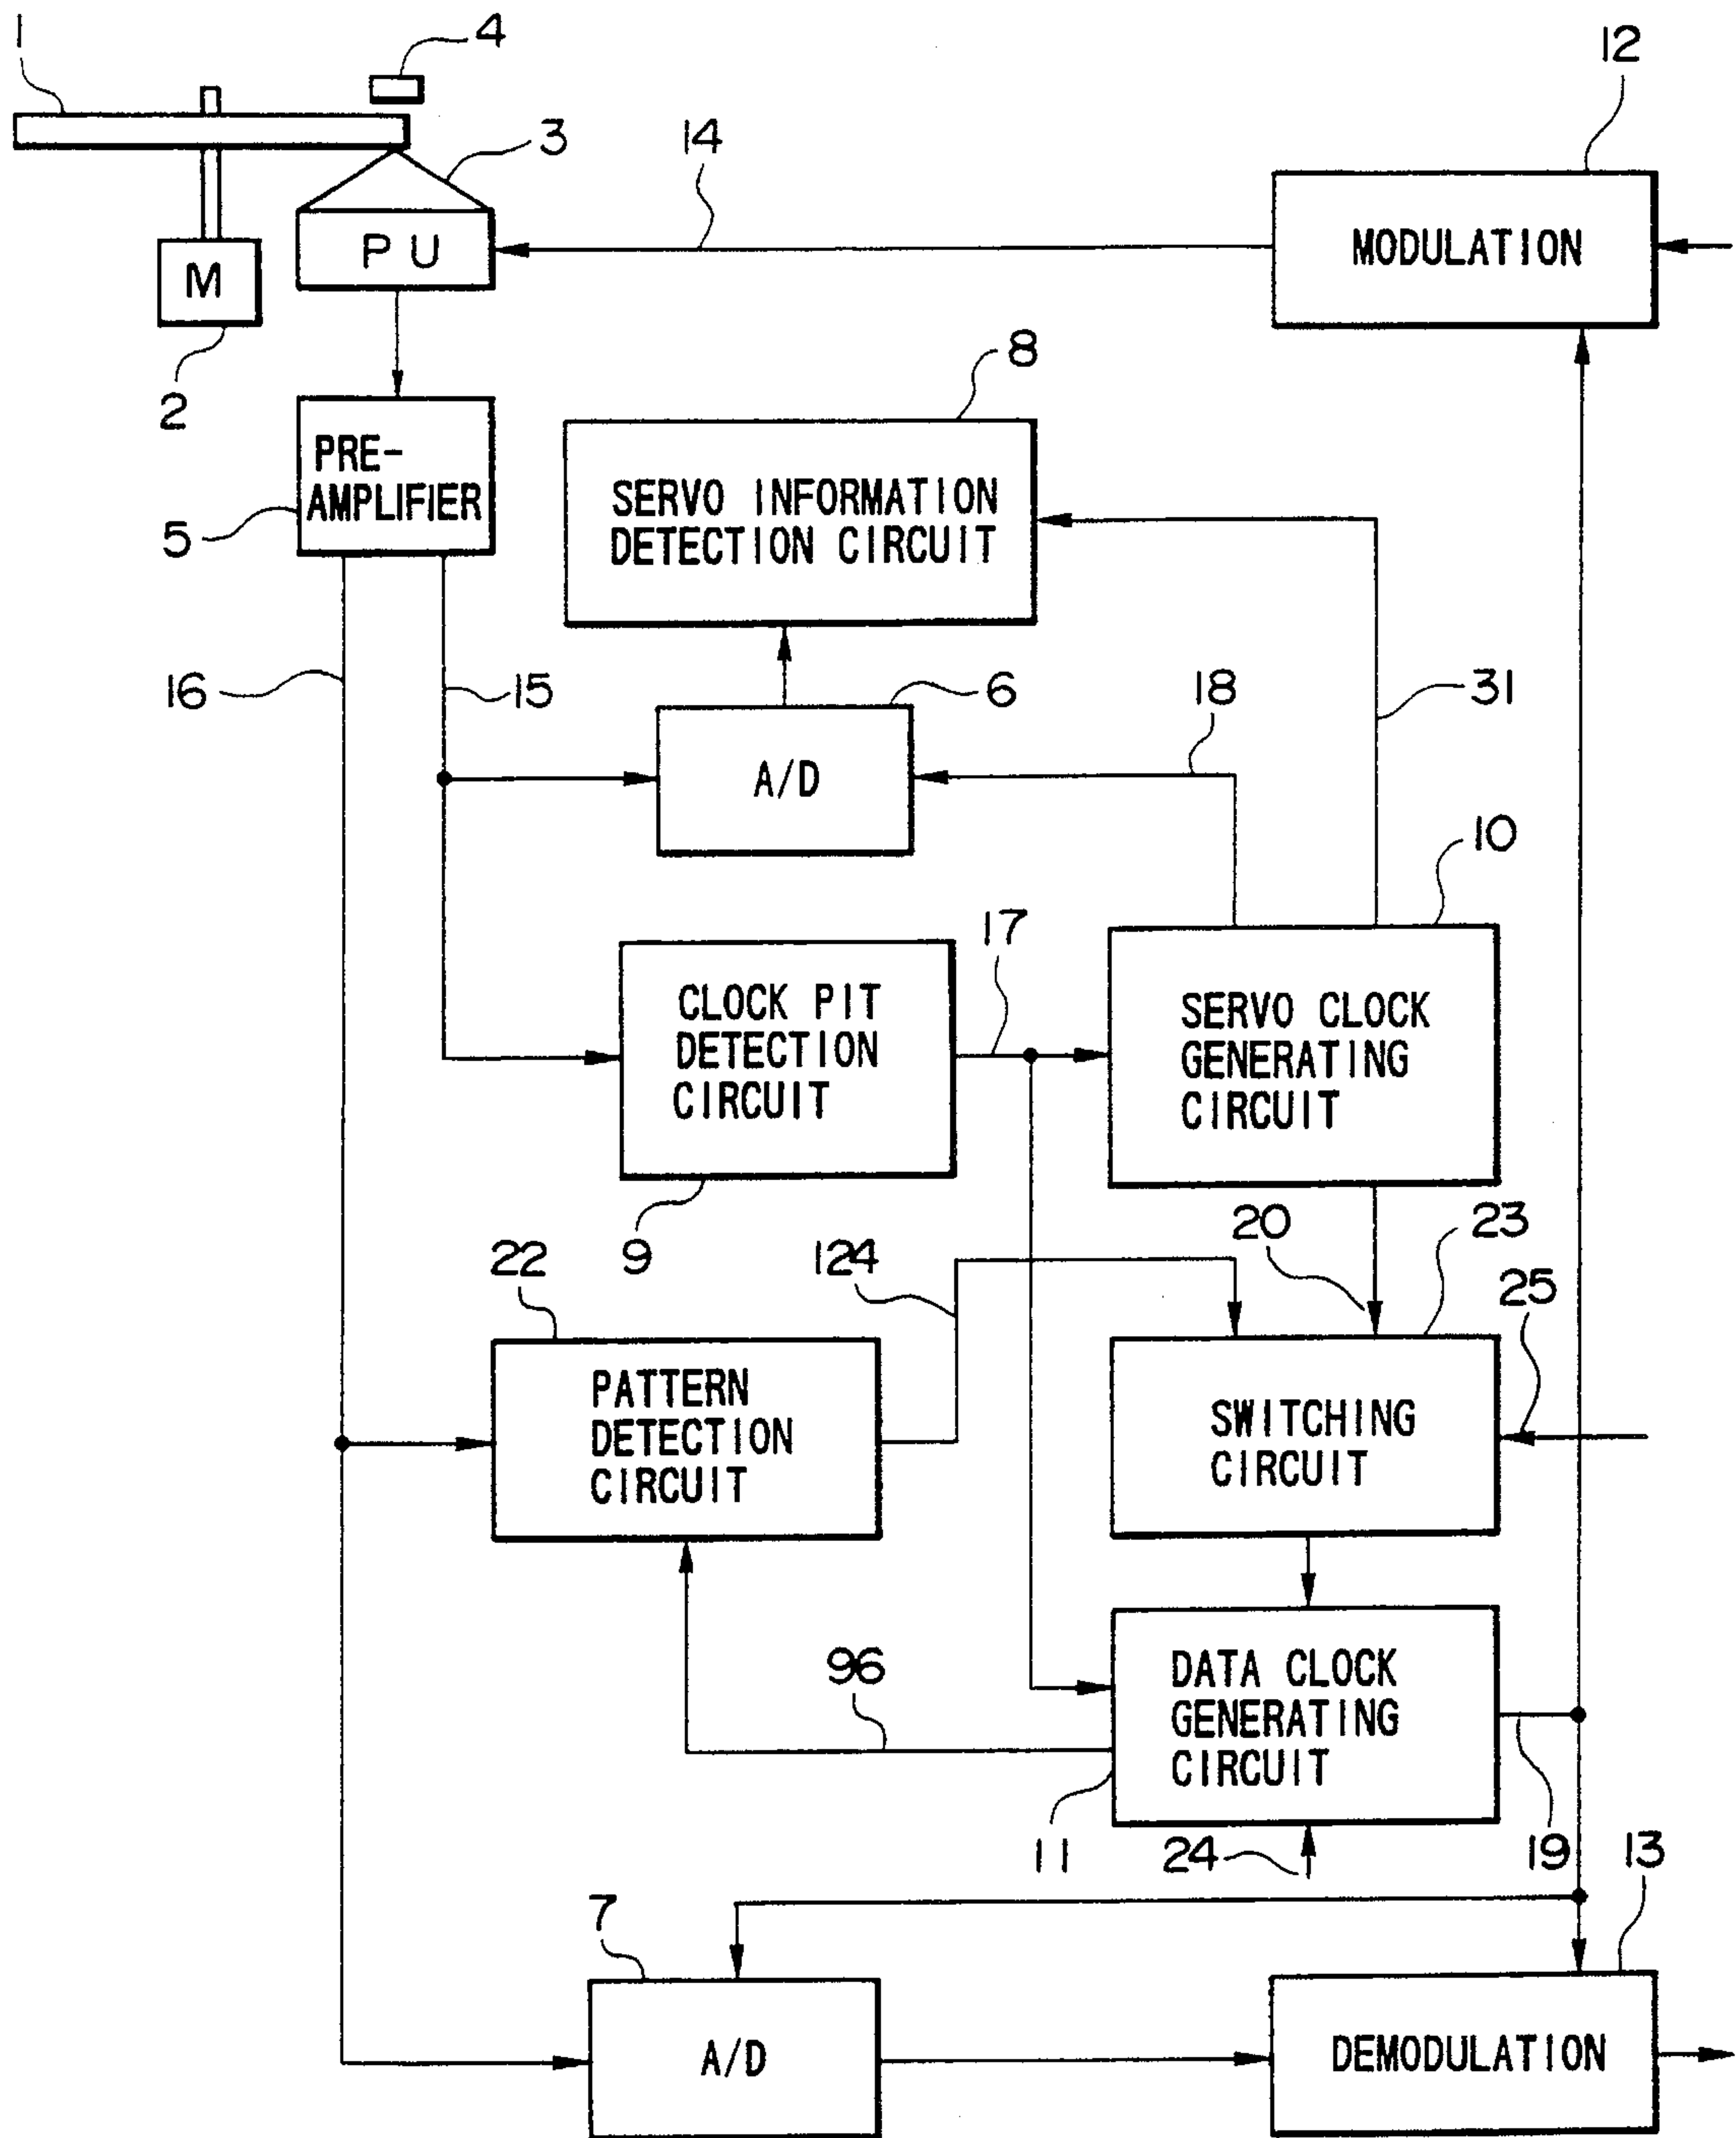 1
4
12
3
14
PU
MODULATION
M
2
8
PRE-
AMPLIFIER
5
SERVO INFORMATION
DETECTION CIRCUIT
16
15
6
18
31
A/D
10
17
CLOCK PIT
DETECTION
CIRCUIT
SERVO CLOCK
GENERATING
CIRCUIT
9
20
23
22
124
25
PATTERN
DETECTION
CIRCUIT
SWITCHING
CIRCUIT
96
DATA CLOCK
GENERATING
CIRCUIT
11
24
19
13
7
A/D
DEMODULATION